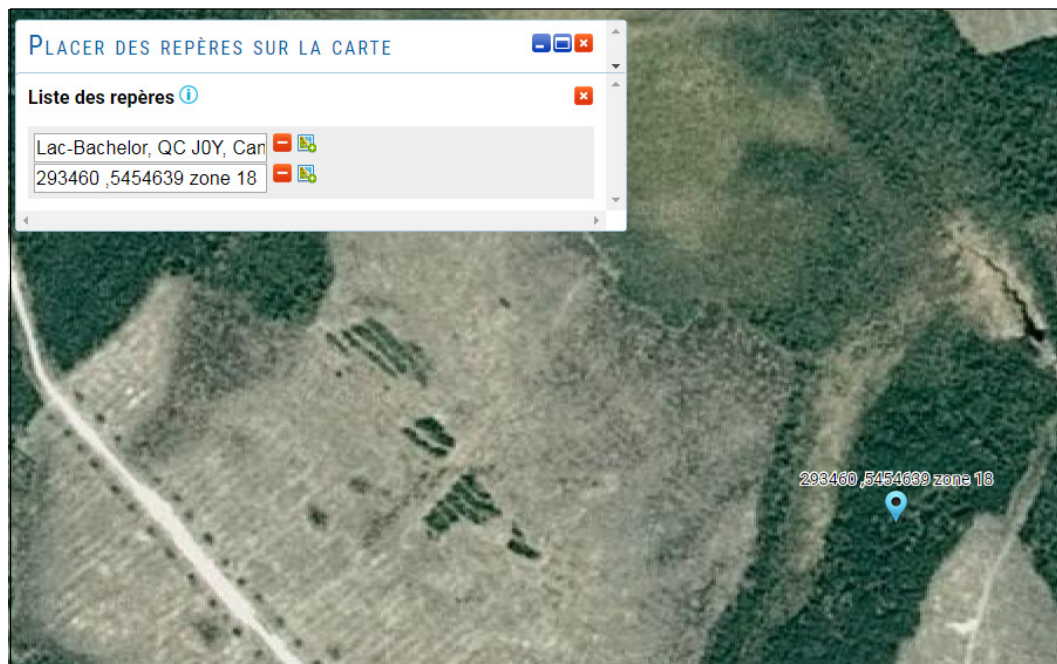 PLACER DES REPÈRES SUR LA CARTE
Liste des repères
Lac-Bachelor, QC J0Y, Can
293460 ,5454639 zone 18
293460 ,5454639 zone 18